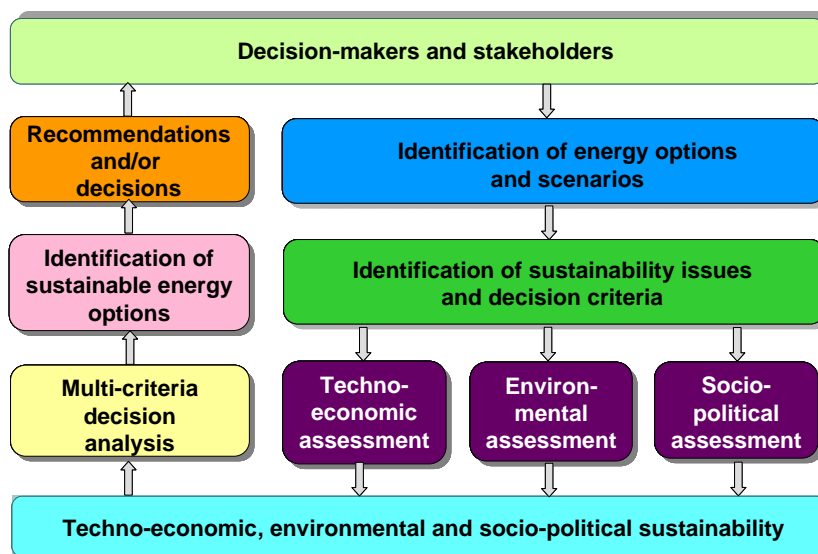 Decision-makers and stakeholders
Recommendations
and/or
decisions
Identification of energy options
and scenarios
Identification of
sustainable energy
options
Identification of sustainability issues
and decision criteria
Multi-criteria
decision
analysis
Techno-
economic
assessment
Environ-
mental
assessment
Socio-
political
assessment
Techno-economic, environmental and socio-political sustainability